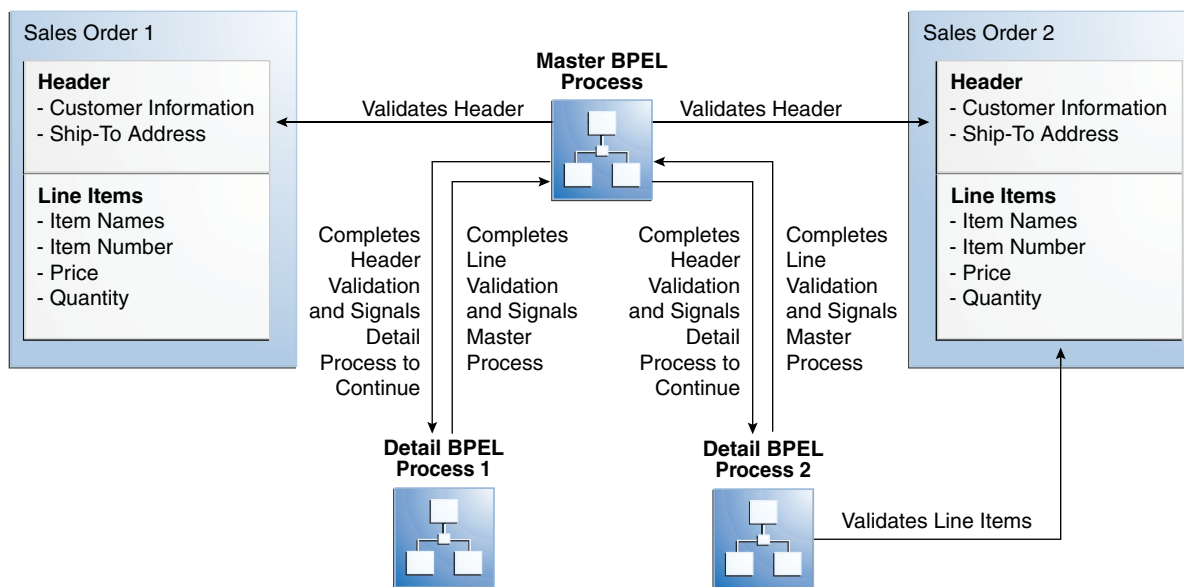 Sales Order 1
Header
- Customer Information
- Ship-To Address
Line Items
- Item Names
- Item Number
- Price
- Quantity
Master BPEL
Process
Validates Header
Validates Header
Sales Order 2
Header
- Customer Information
- Ship-To Address
Line Items
- Item Names
- Item Number
- Price
- Quantity
Completes
Header
Validation
and Signals
Detail
Process to
Continue
Completes
Line
Validation
and Signals
Master
Process
Completes
Header
Validation
and Signals
Detail
Process to
Continue
Completes
Line
Validation
and Signals
Master
Process
Detail BPEL
Process 1
Detail BPEL
Process 2
Validates Line Items